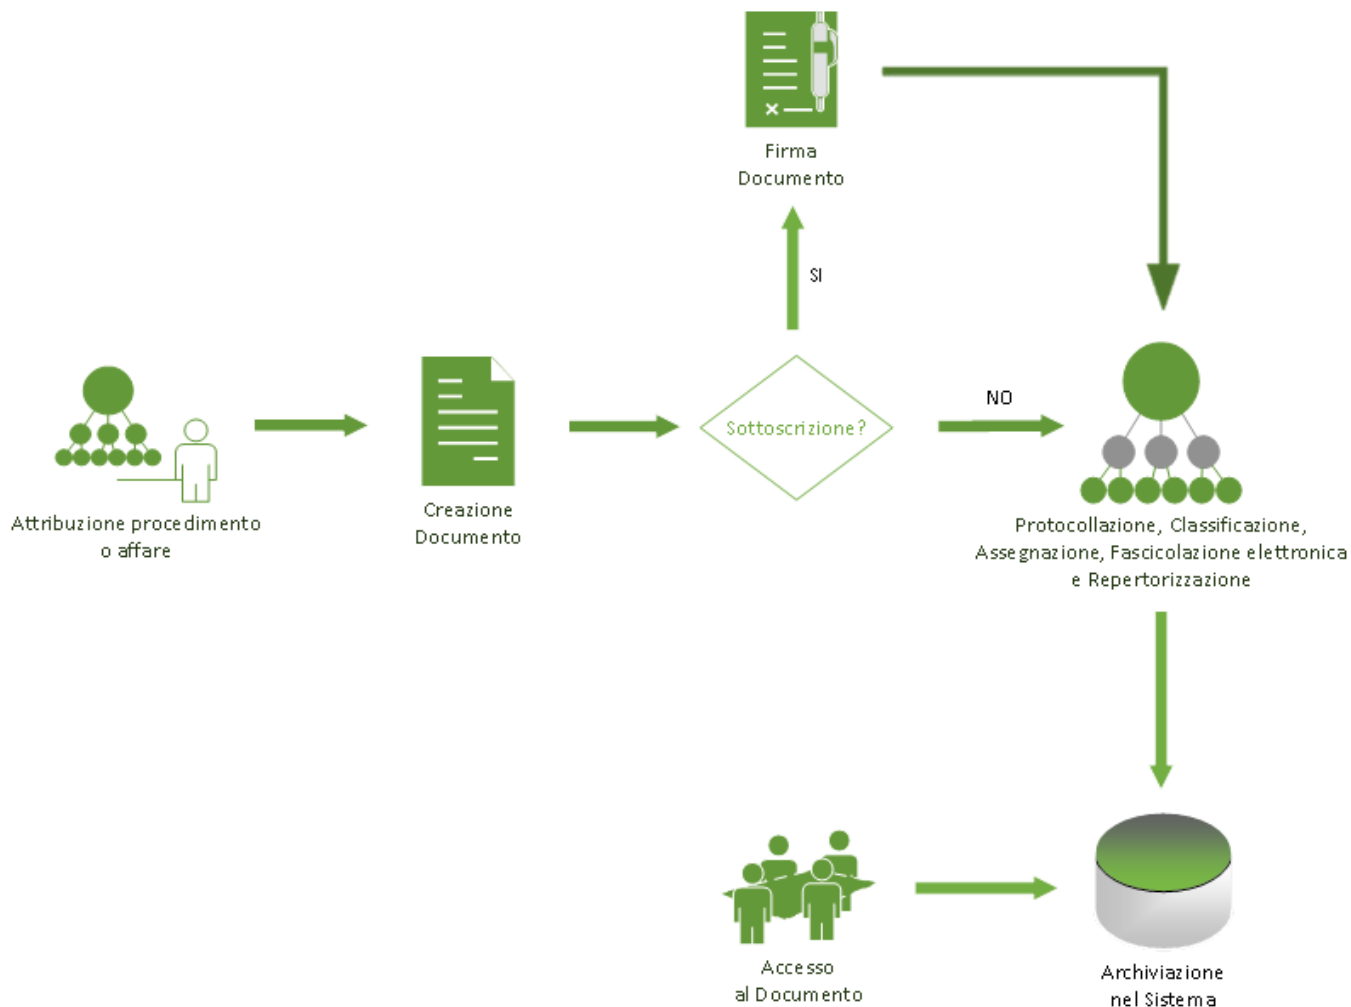 Firma
Documento
SI
Sottoscrizione?
NO
Attribuzione procedimento
o affare
Creazione
Documento
Protocollazione, Classificazione,
Assegnazione, Fascicolazione elettronica
e Repertorizzazione
Accesso
al Documento
Archiviazione
nel Sistema